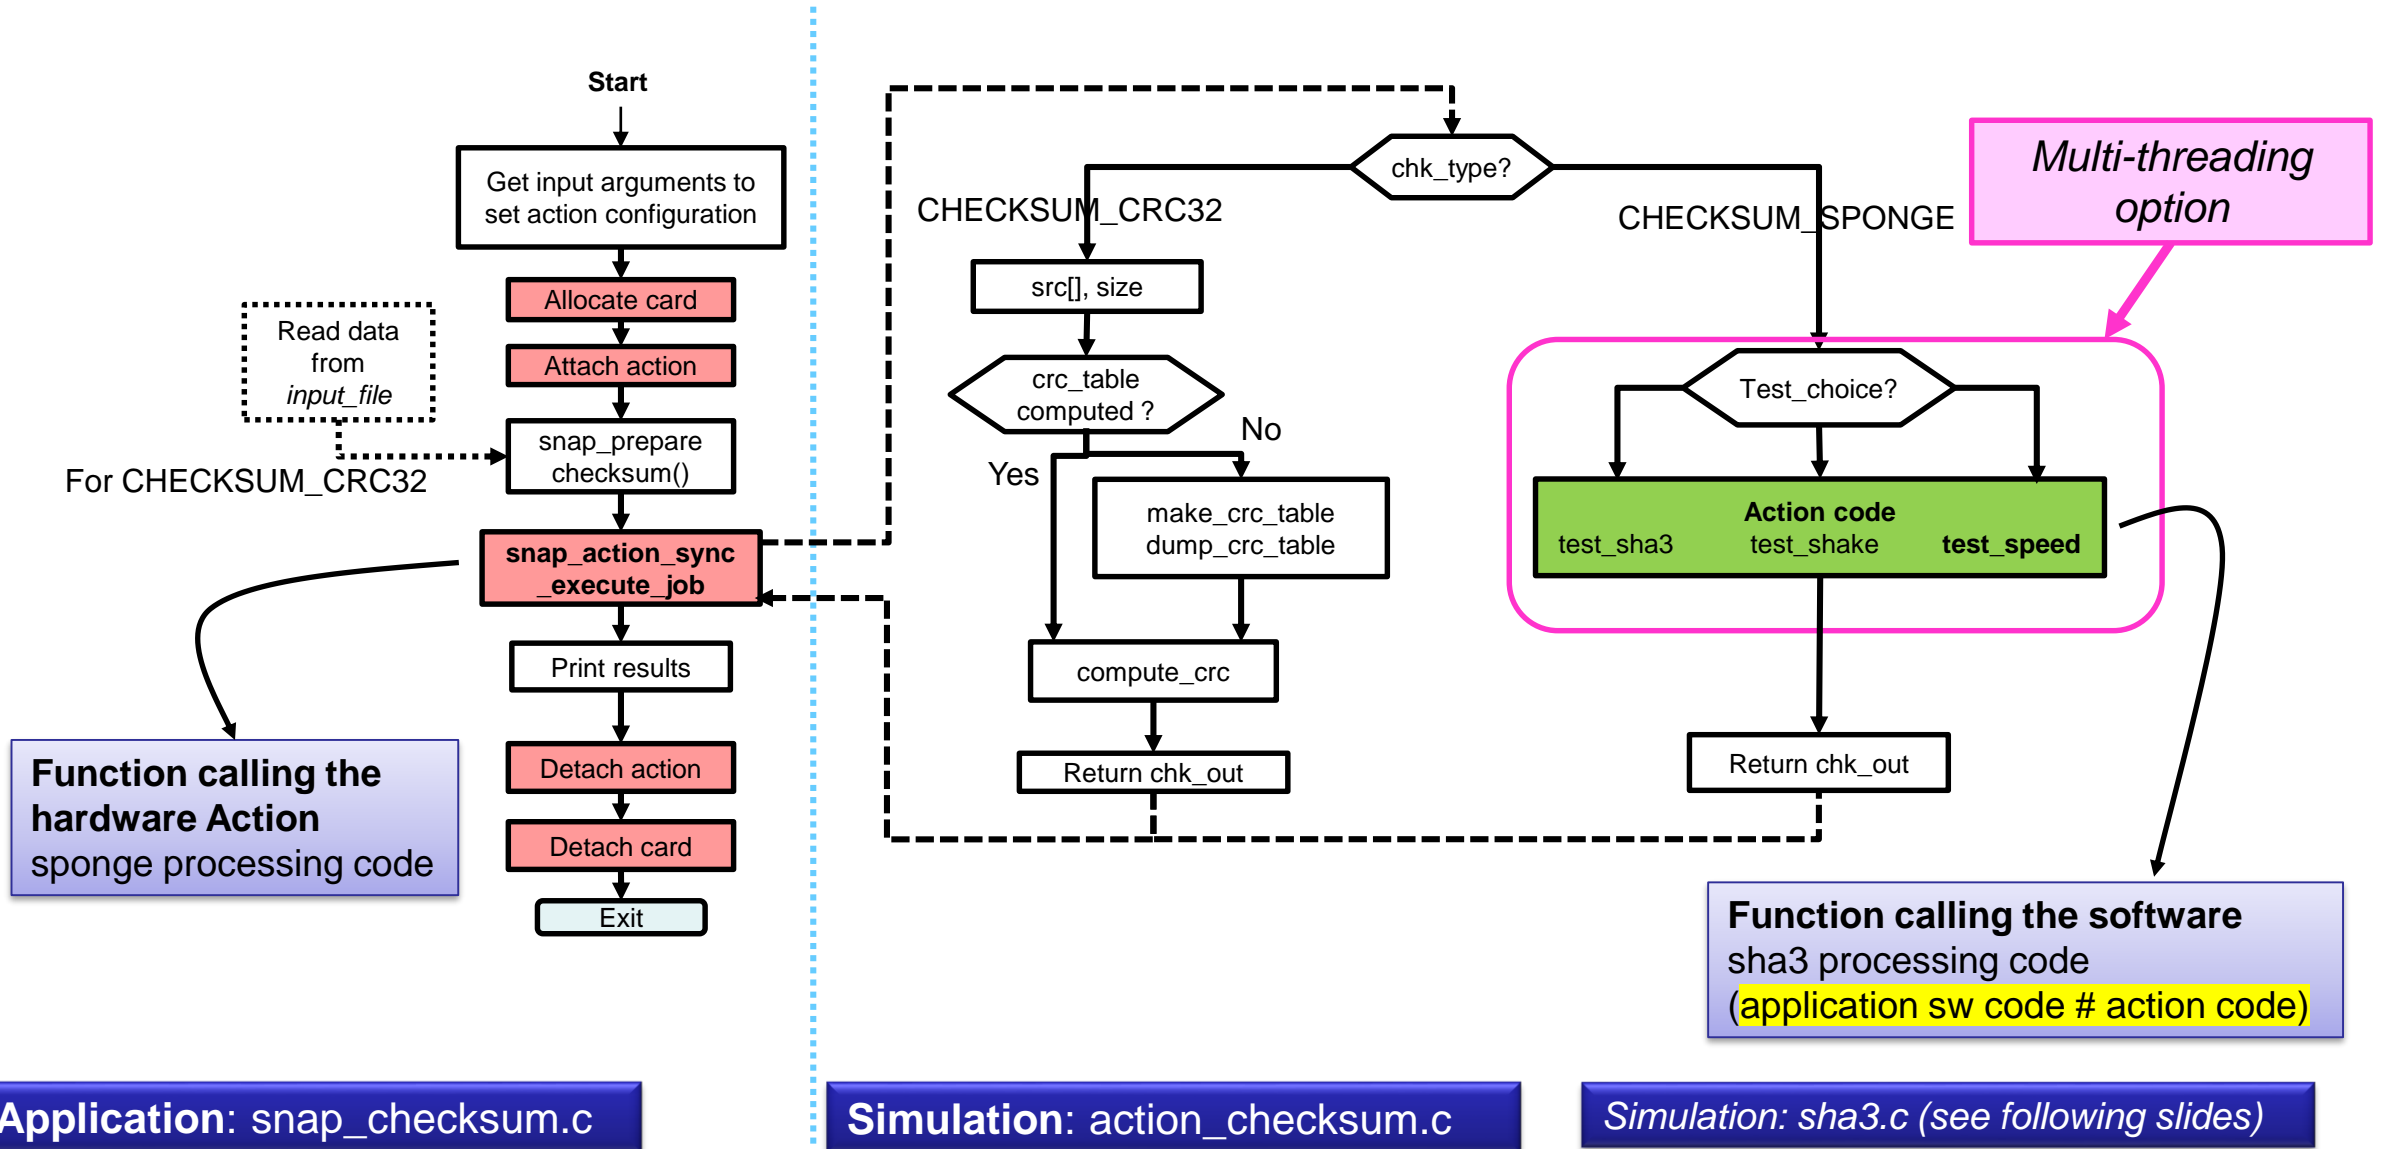 Start
Get input arguments to
set action configuration
Allocate card
Attach action
Read data
from
input_file
snap_prepare
checksum()
For CHECKSUM_CRC32
snap_action_sync
_execute_job
Print results
Detach action
Detach card
Exit
Function calling the
hardware Action
sponge processing code
Application: snap_checksum.c
chk_type?
CHECKSUM_CRC32
CHECKSUM_SPONGE
src[], size
crc_table
computed ?
No
Yes
make_crc_table
dump_crc_table
compute_crc
Return chk_out
Multi-threading
option
Test_choice?
Action code
test_sha3 test_shake test_speed
Return chk_out
Function calling the software
sha3 processing code
(application sw code # action code)
Simulation: action_checksum.c
Simulation: sha3.c (see following slides)